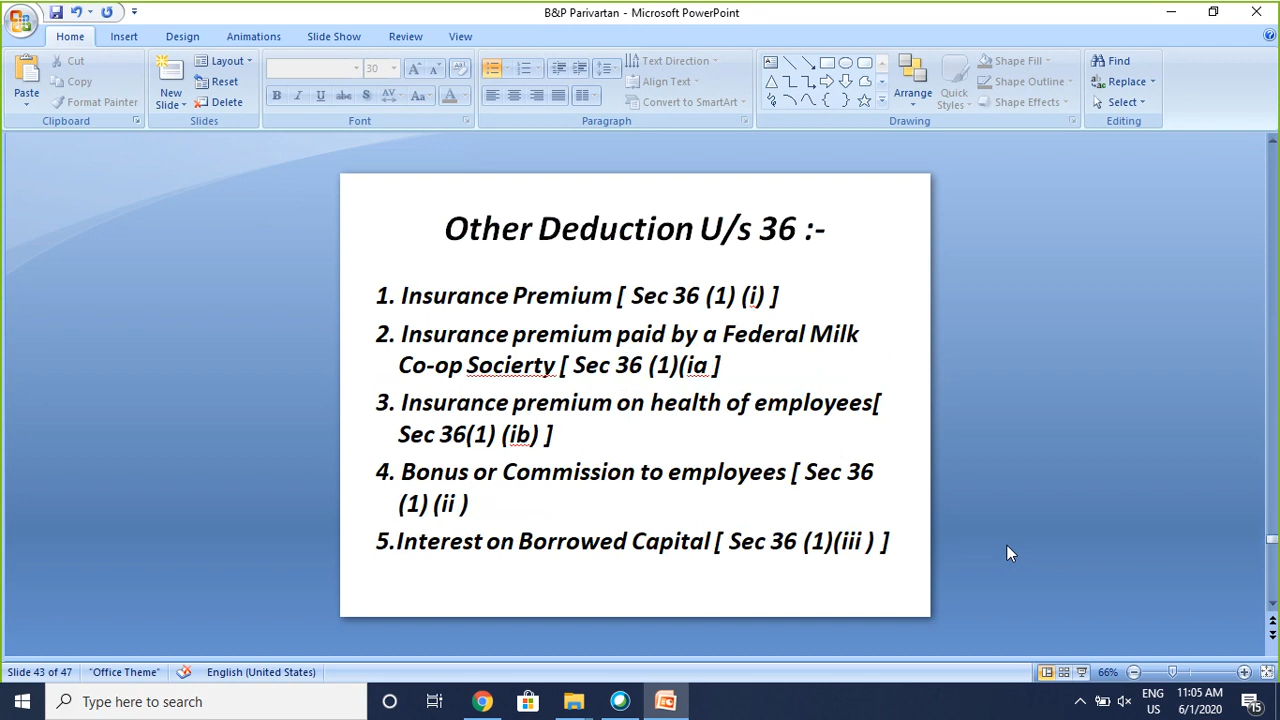 B&P Parivartan - Microsoft PowerPoint
Home Insert Design Animations Slide Show Review View
Cut
Copy
Format Painter
Paste
Clipboard
New
Slide
Layout
Reset
Delete
Slides
30
B I U abc S AV Aa A
Font
Text Direction
Align Text
Convert to SmartArt
Paragraph
Arrange
Quick
Styles
Shape Fill
Shape Outline
Shape Effects
Drawing
Find
Replace
Select
Editing
Other Deduction U/s 36 :-
1. Insurance Premium [ Sec 36 (1) (i) ]
2. Insurance premium paid by a Federal Milk
Co-op Socierty [ Sec 36 (1)(ia ]
3. Insurance premium on health of employees[
Sec 36(1) (ib) ]
4. Bonus or Commission to employees [ Sec 36
(1) (ii )
5.Interest on Borrowed Capital [ Sec 36 (1)(iii ) ]
Slide 43 of 47 "Office Theme" English (United States) 66%
Type here to search
ENG
US
11:05 AM
6/1/2020
15